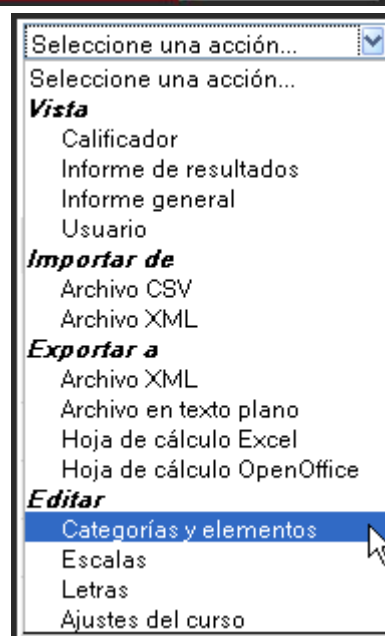 Seleccione una acción...
Seleccione una acción...
Vista
Calificador
Informe de resultados
Informe general
Usuario
Importar de
Archivo CSV
Archivo XML
Exportar a
Archivo XML
Archivo en texto plano
Hoja de cálculo Excel
Hoja de cálculo OpenOffice
Editar
Categorías y elementos
Escalas
Letras
Ajustes del curso